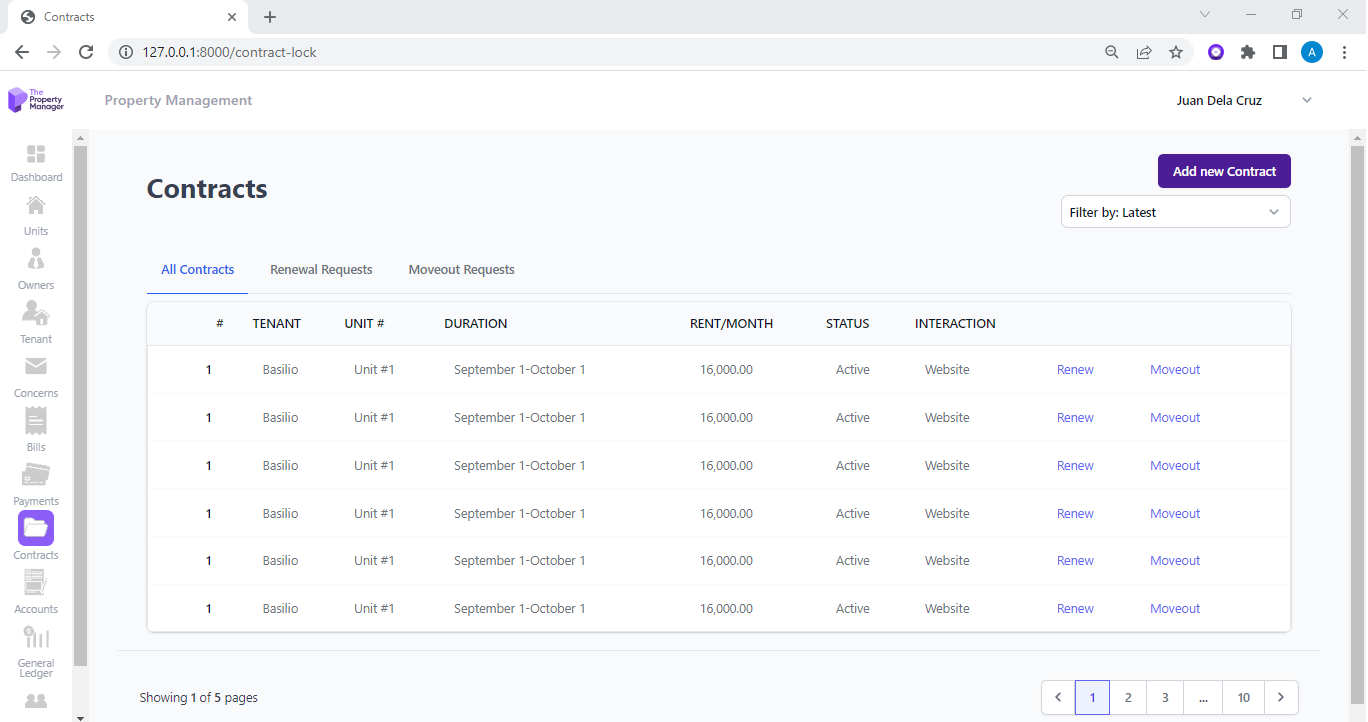 Contracts
127.0.0.1:8000/contract-lock
A
The Property Manager
Property Management
Juan Dela Cruz
Dashboard
Units
Owners
Tenant
Concerns
Bills
Payments
Contracts
Accounts
General
Ledger
Contracts
Add new Contract
Filter by: Latest
All Contracts Renewal Requests Moveout Requests
# TENANT UNIT # DURATION RENT/MONTH STATUS INTERACTION
1 Basilio Unit #1 September 1-October 1 16,000.00 Active Website Renew Moveout
1 Basilio Unit #1 September 1-October 1 16,000.00 Active Website Renew Moveout
1 Basilio Unit #1 September 1-October 1 16,000.00 Active Website Renew Moveout
1 Basilio Unit #1 September 1-October 1 16,000.00 Active Website Renew Moveout
1 Basilio Unit #1 September 1-October 1 16,000.00 Active Website Renew Moveout
1 Basilio Unit #1 September 1-October 1 16,000.00 Active Website Renew Moveout
Showing 1 of 5 pages
1 2 3 ... 10